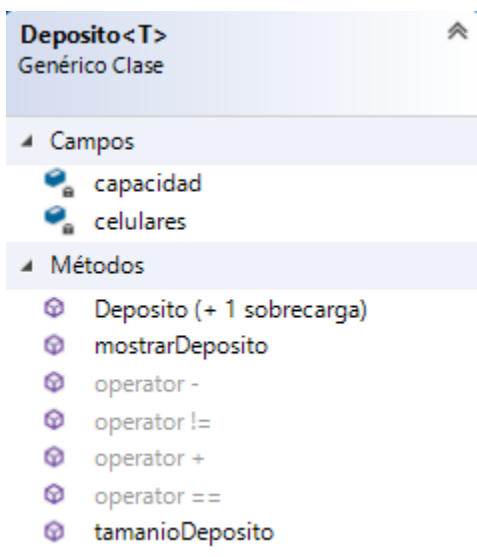 Deposito<T>
Genérico Clase
Campos
capacidad
celulares
Métodos
Deposito (+ 1 sobrecarga)
mostrarDeposito
operator -
operator !=
operator +
operator ==
tamanioDeposito